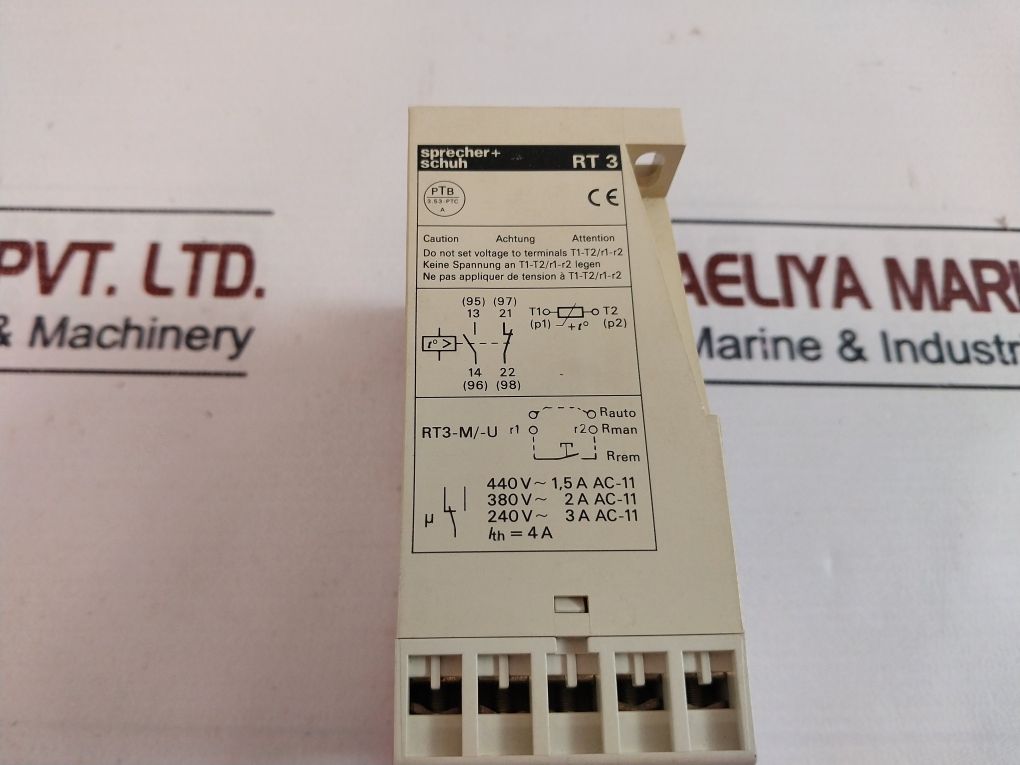 sprecher+
schuh
RT 3
PTB
3.53-PTC
A
CE
Caution Achtung Attention
Do not set voltage to terminals T1-T2/r1-r2
Keine Spannung an T1-T2/r1-r2 legen
Ne pas appliquer de tension à T1-T2/r1-r2
(95) (97)
13 21
T1 T2
(p1) +t° (p2)
t° >
14 22
(96) (98)
Rauto
RT3-M/-U r1 r2 Rman
Rrem
440V~ 1,5 A AC-11
380V~ 2 A AC-11
µ 240V~ 3 A AC-11
Ith = 4 A
PVT. LTD.
& Machinery
AELIYA MARI
Marine & Industr